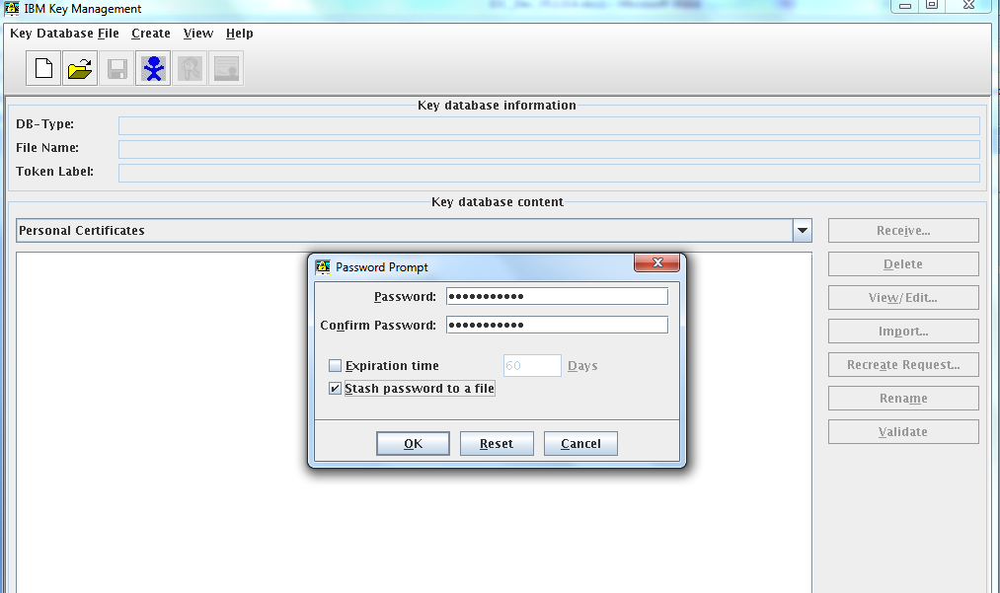 IBM Key Management
Key Database File Create View Help
Key database information
DB-Type:
File Name:
Token Label:
Key database content
Personal Certificates
Receive...
Delete
View/Edit...
Import...
Recreate Request...
Rename
Validate
Password Prompt
Password: •••••••••••
Confirm Password: •••••••••••
Expiration time 60 Days
Stash password to a file
OK Reset Cancel